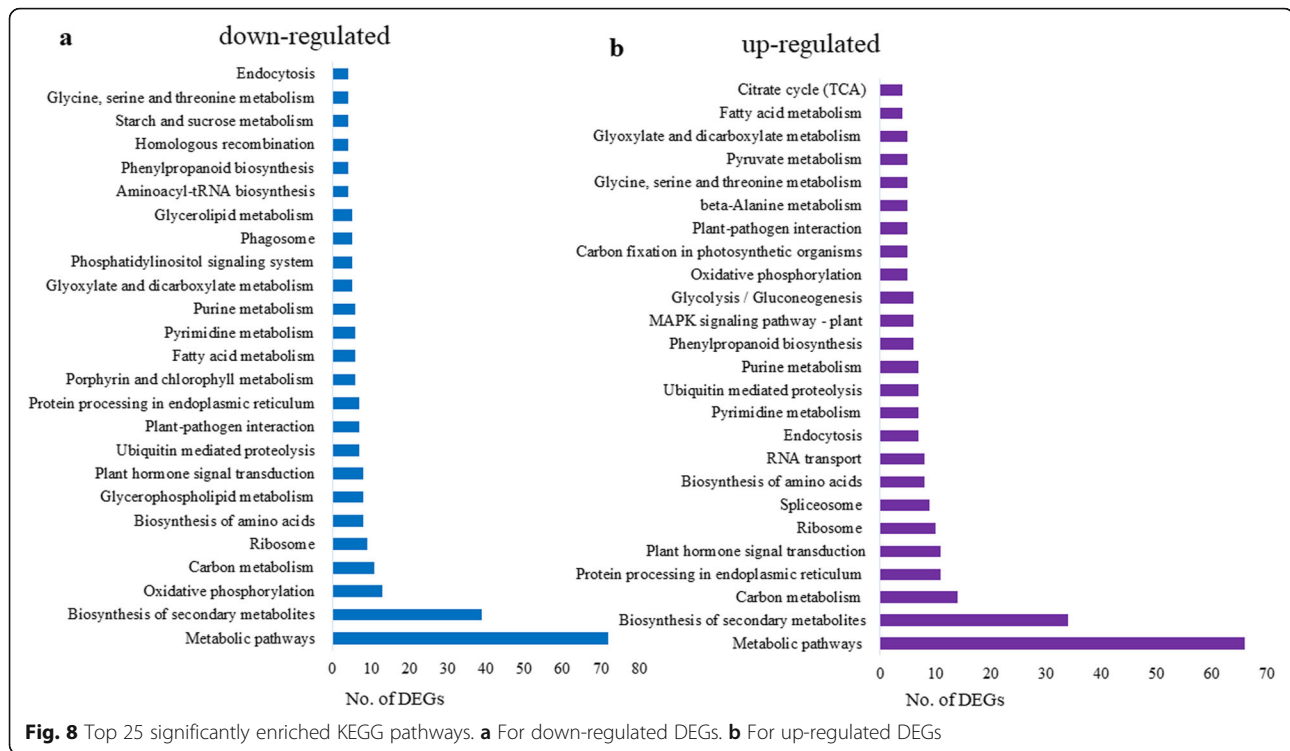 a
down-regulated
Endocytosis
Glycine, serine and threonine metabolism
Starch and sucrose metabolism
Homologous recombination
Phenylpropanoid biosynthesis
Aminoacyl-tRNA biosynthesis
Glycerolipid metabolism
Phagosome
Phosphatidylinositol signaling system
Glyoxylate and dicarboxylate metabolism
Purine metabolism
Pyrimidine metabolism
Fatty acid metabolism
Porphyrin and chlorophyll metabolism
Protein processing in endoplasmic reticulum
Plant-pathogen interaction
Ubiquitin mediated proteolysis
Plant hormone signal transduction
Glycerophospholipid metabolism
Biosynthesis of amino acids
Ribosome
Carbon metabolism
Oxidative phosphorylation
Biosynthesis of secondary metabolites
Metabolic pathways
0 10 20 30 40 50 60 70 80
No. of DEGs
b
up-regulated
Citrate cycle (TCA)
Fatty acid metabolism
Glyoxylate and dicarboxylate metabolism
Pyruvate metabolism
Glycine, serine and threonine metabolism
beta-Alanine metabolism
Plant-pathogen interaction
Carbon fixation in photosynthetic organisms
Oxidative phosphorylation
Glycolysis / Gluconeogenesis
MAPK signaling pathway - plant
Phenylpropanoid biosynthesis
Purine metabolism
Ubiquitin mediated proteolysis
Pyrimidine metabolism
Endocytosis
RNA transport
Biosynthesis of amino acids
Spliceosome
Ribosome
Plant hormone signal transduction
Protein processing in endoplasmic reticulum
Carbon metabolism
Biosynthesis of secondary metabolites
Metabolic pathways
0 10 20 30 40 50 60 70
No. of DEGs
Fig. 8 Top 25 significantly enriched KEGG pathways. a For down-regulated DEGs. b For up-regulated DEGs